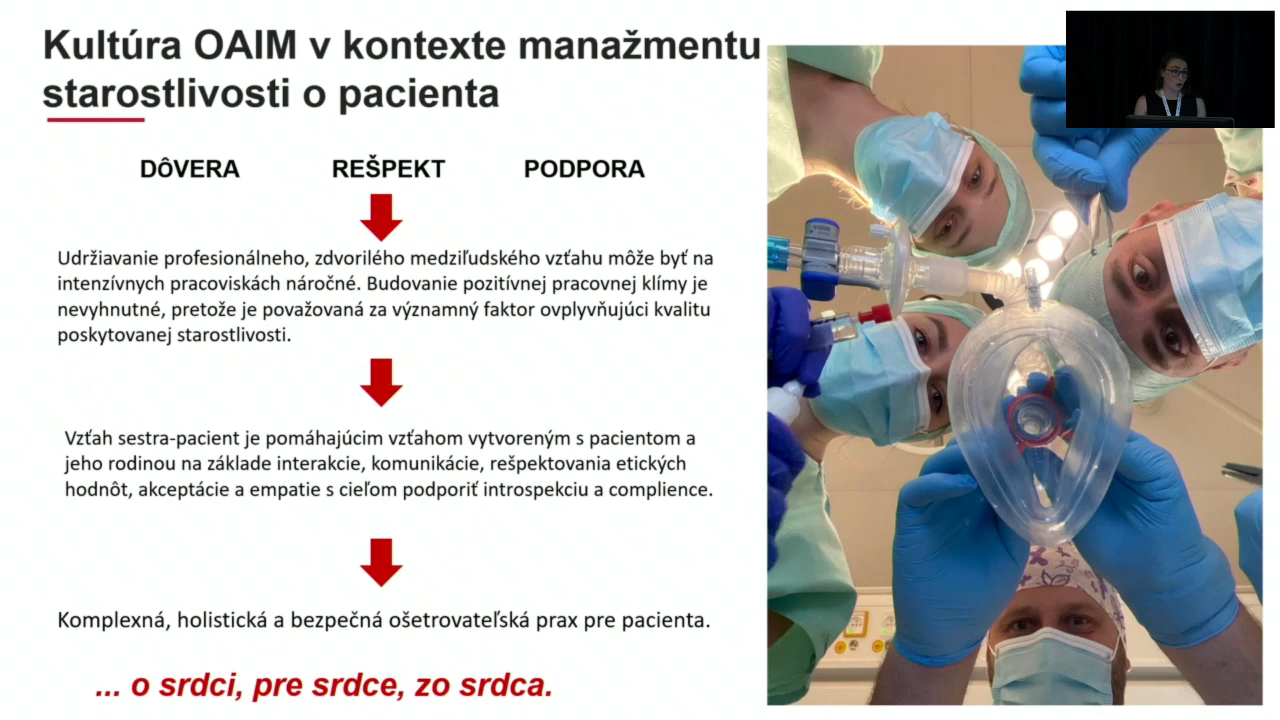 Kultúra OAIM v kontexte manažmentu
starostlivosti o pacienta
DÔVERA REŠPEKT PODPORA
Udržiavanie profesionálneho, zdvorilého medziľudského vzťahu môže byť na
intenzívnych pracoviskách náročné. Budovanie pozitívnej pracovnej klímy je
nevyhnutné, pretože je považovaná za významný faktor ovplyvňujúci kvalitu
poskytovanej starostlivosti.
Vzťah sestra-pacient je pomáhajúcim vzťahom vytvoreným s pacientom a
jeho rodinou na základe interakcie, komunikácie, rešpektovania etických
hodnôt, akceptácie a empatie s cieľom podporiť introspekciu a complience.
Komplexná, holistická a bezpečná ošetrovateľská prax pre pacienta.
... o srdci, pre srdce, zo srdca.